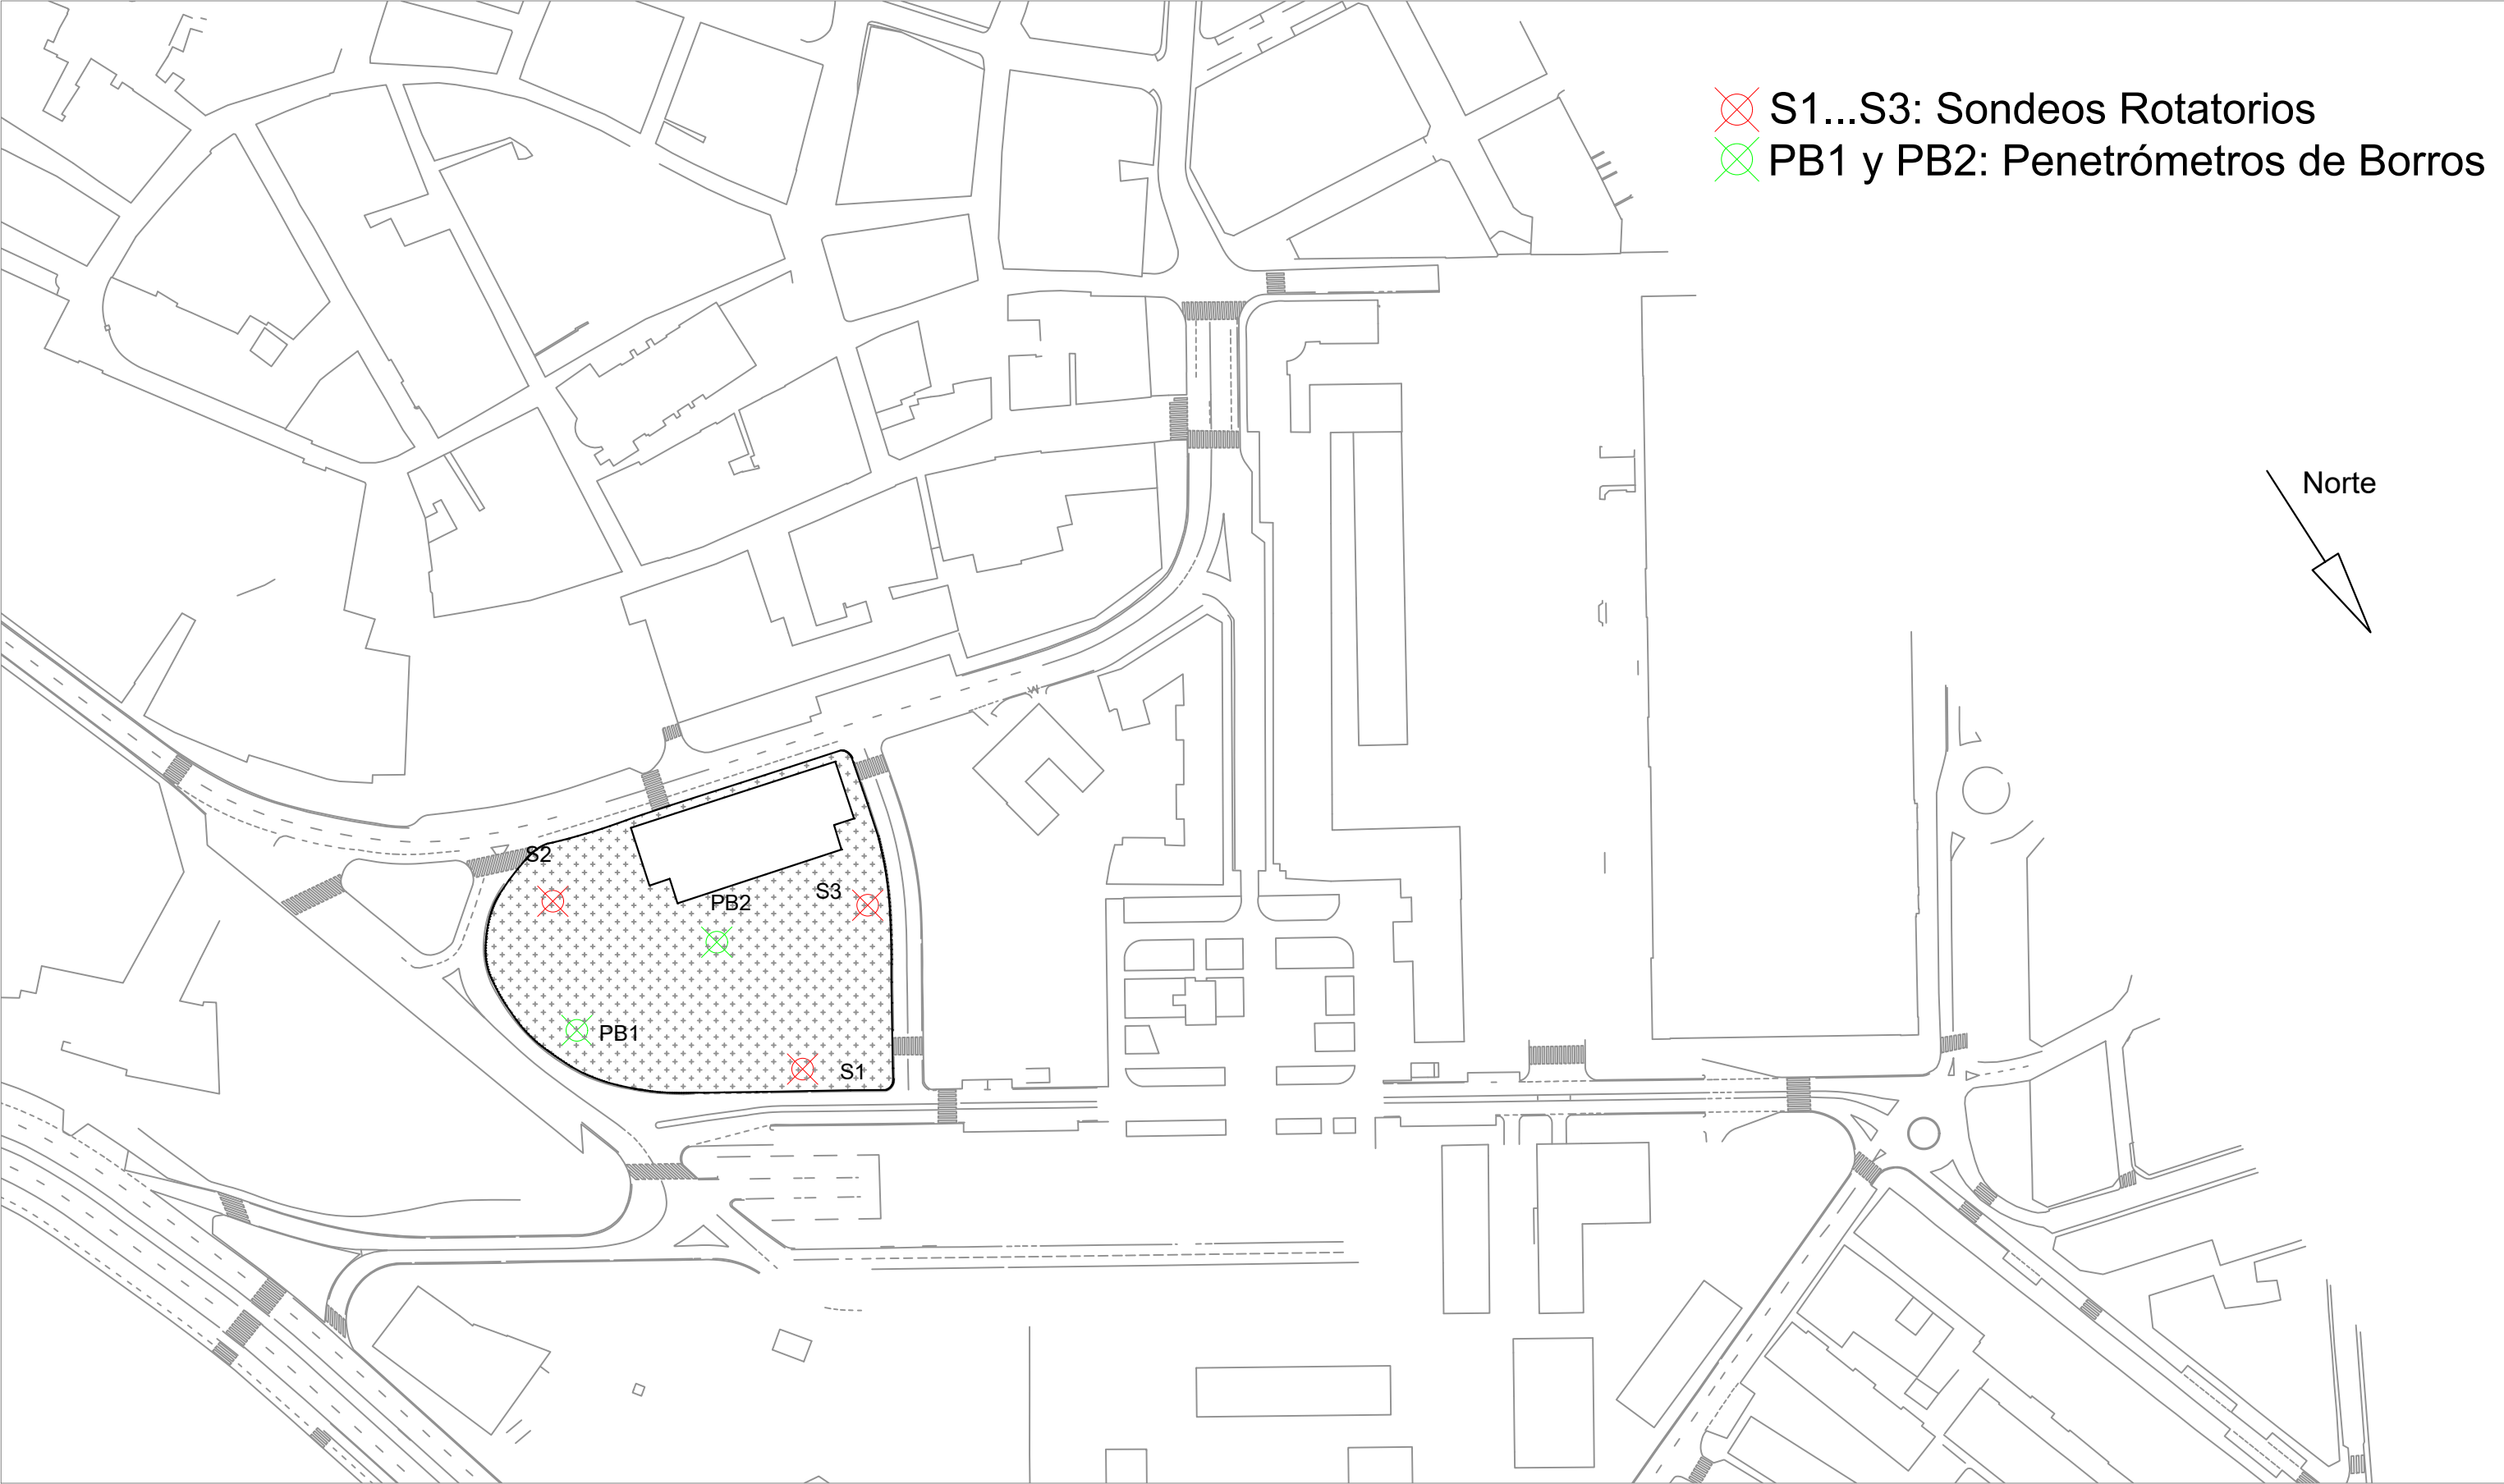 S1...S3: Sondeos Rotatorios
PB1 y PB2: Penetrómetros de Borros
Norte
S2
S3
PB2
PB1
S1